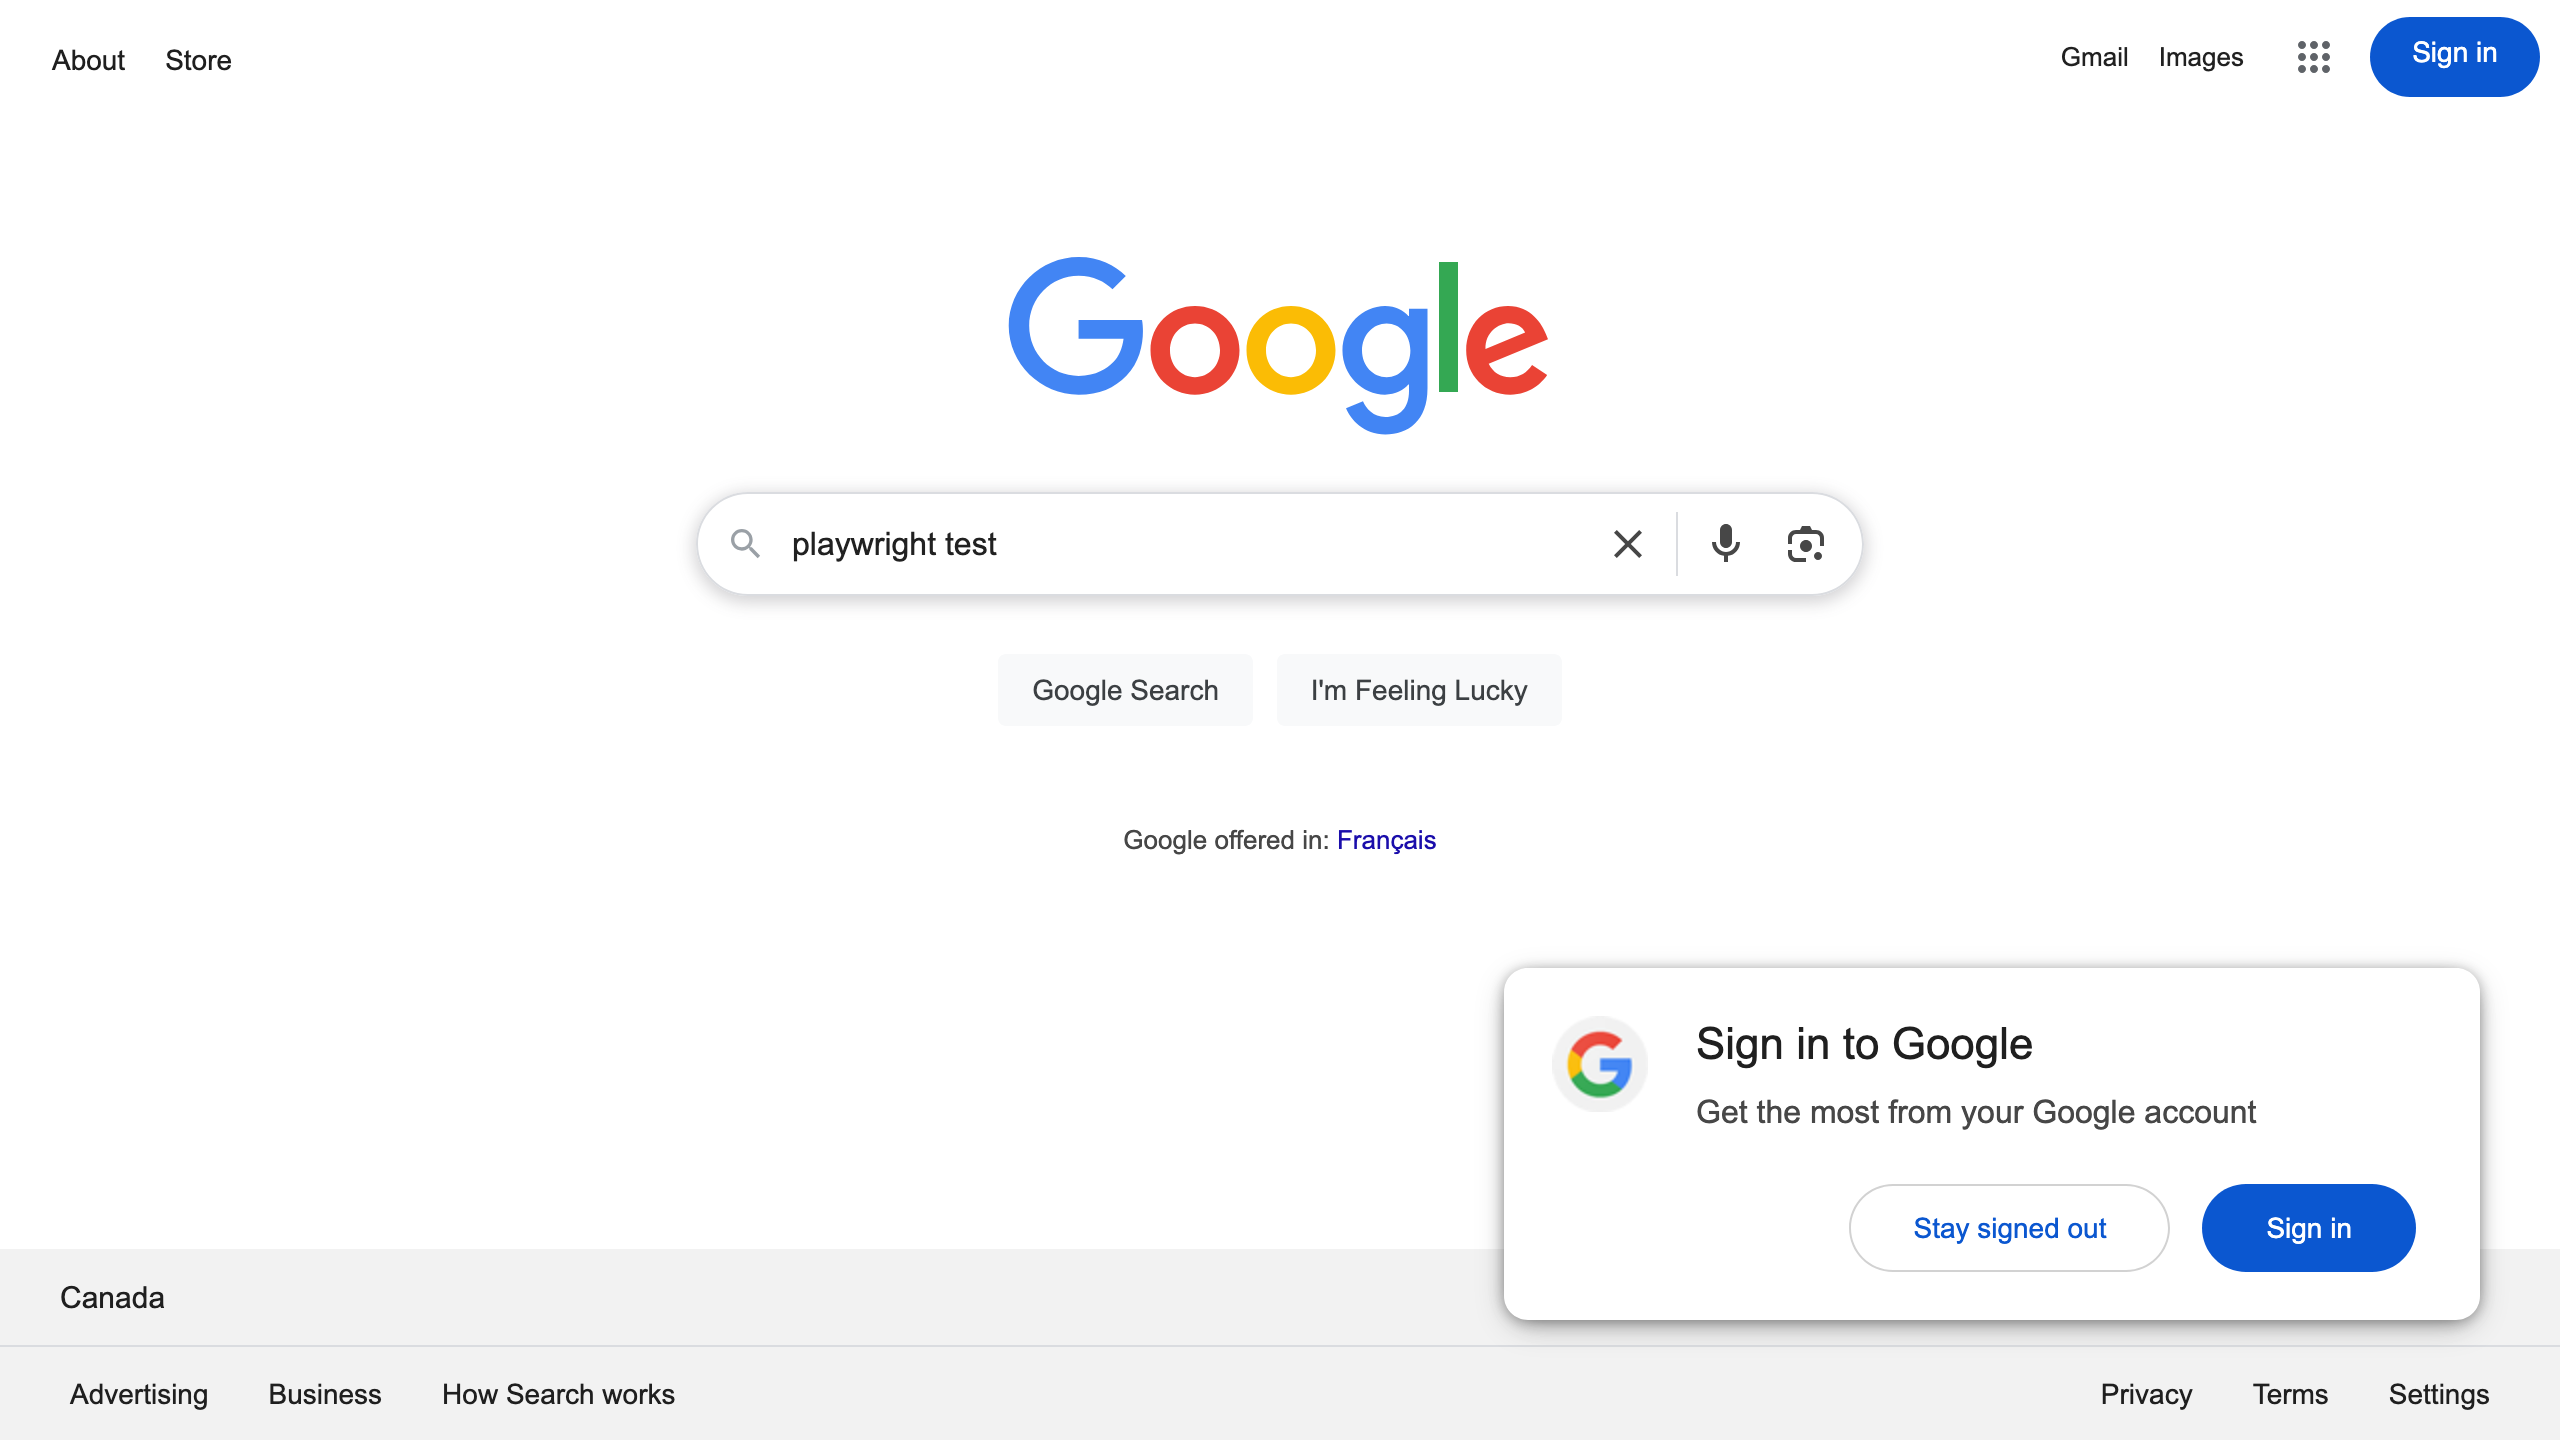 About Store Gmail Images Sign in
Google
playwright test
Google Search I'm Feeling Lucky
Google offered in: Français
Sign in to Google
Get the most from your Google account
Stay signed out Sign in
Canada
Advertising Business How Search works Privacy Terms Settings